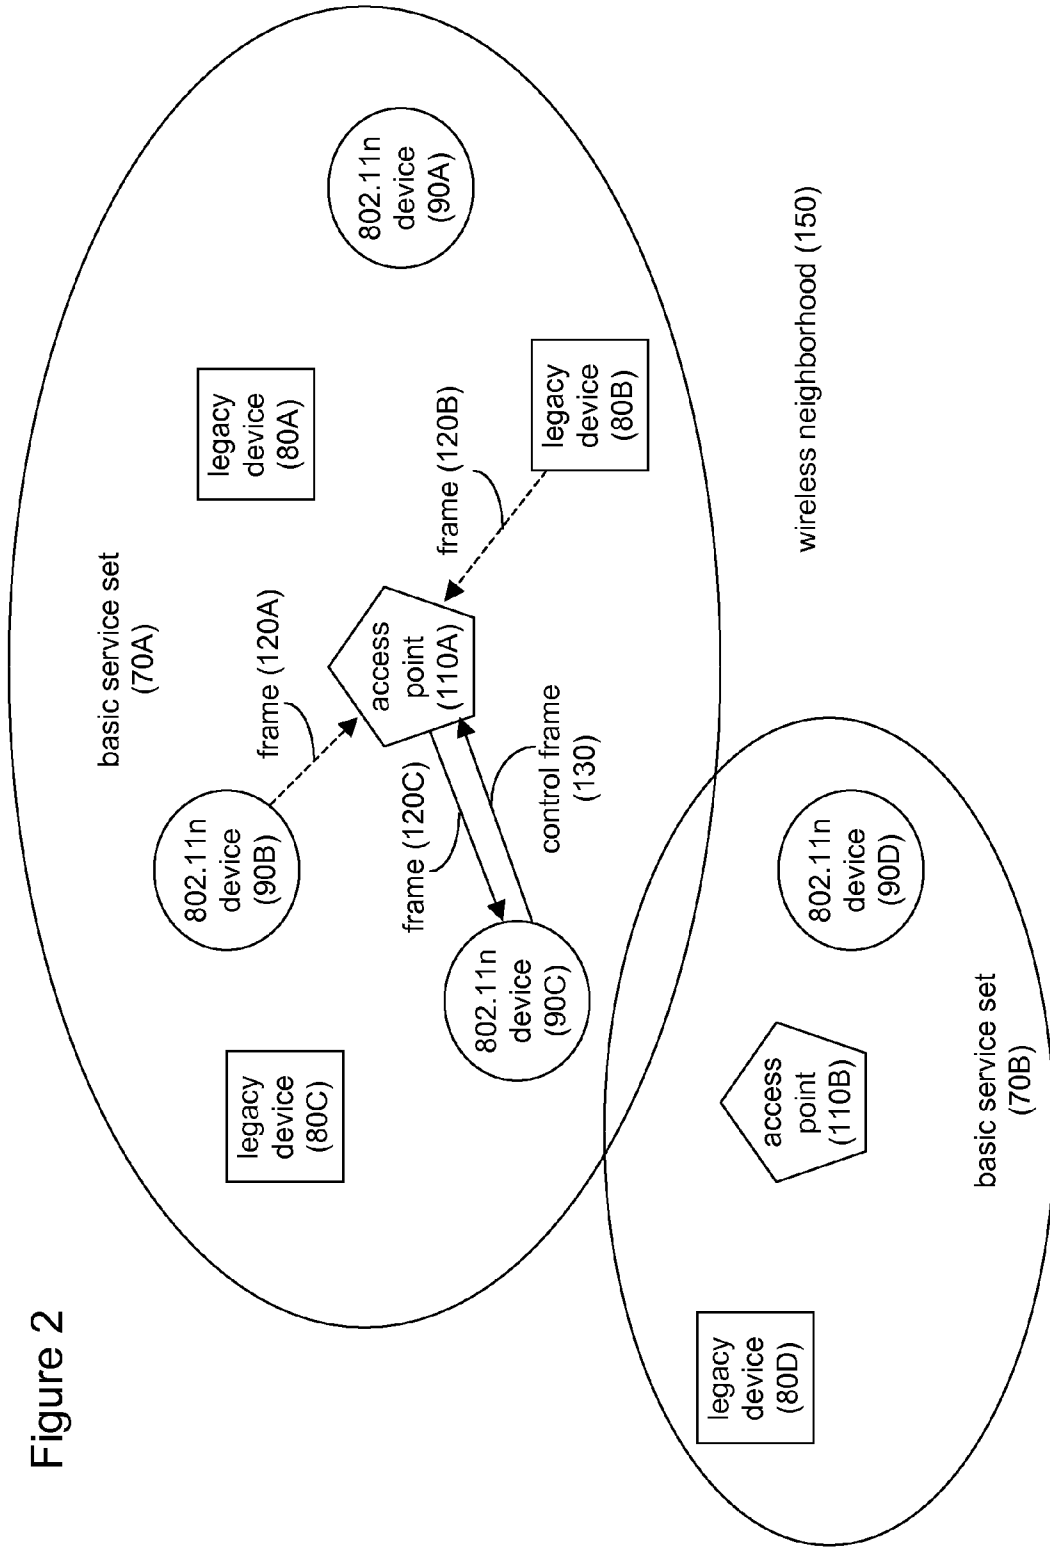 Figure 2
basic service set
(70A)
legacy
device
(80C)
802.11n
device
(90B)
frame (120A)
legacy
device
(80A)
802.11n
device
(90A)
802.11n
device
(90C)
frame (120C)
control frame
(130)
access
point
(110A)
frame (120B)
legacy
device
(80B)
legacy
device
(80D)
access
point
(110B)
802.11n
device
(90D)
basic service set
(70B)
wireless neighborhood (150)